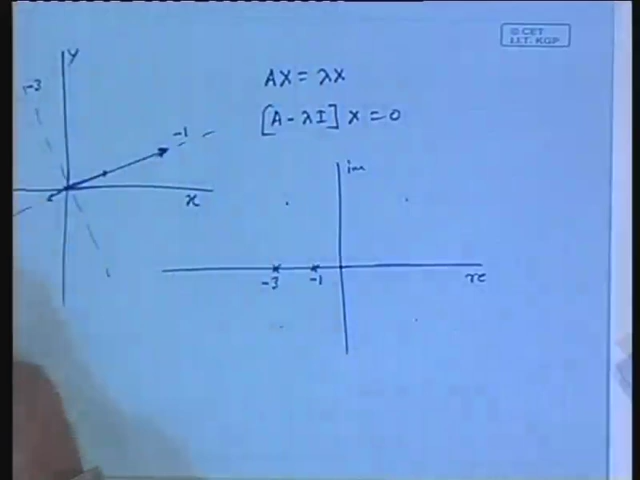 © CET
I.I.T. KGP
y
-3
AX = λX
[A - λI] X = 0
-1
im
x
-3
-1
re